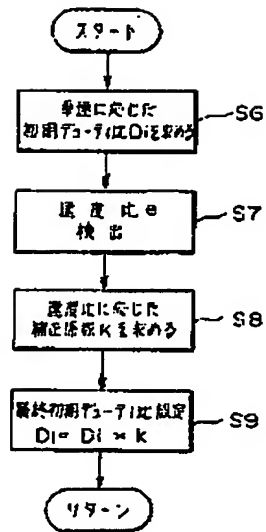 スタート
車速に応じた
初期デューティ比Diを求める
S6
速度比e
検出
S7
速度比に応じた
補正係数Kを求める
S8
最終初期デューティ比設定
Di = Di × k
S9
リターン